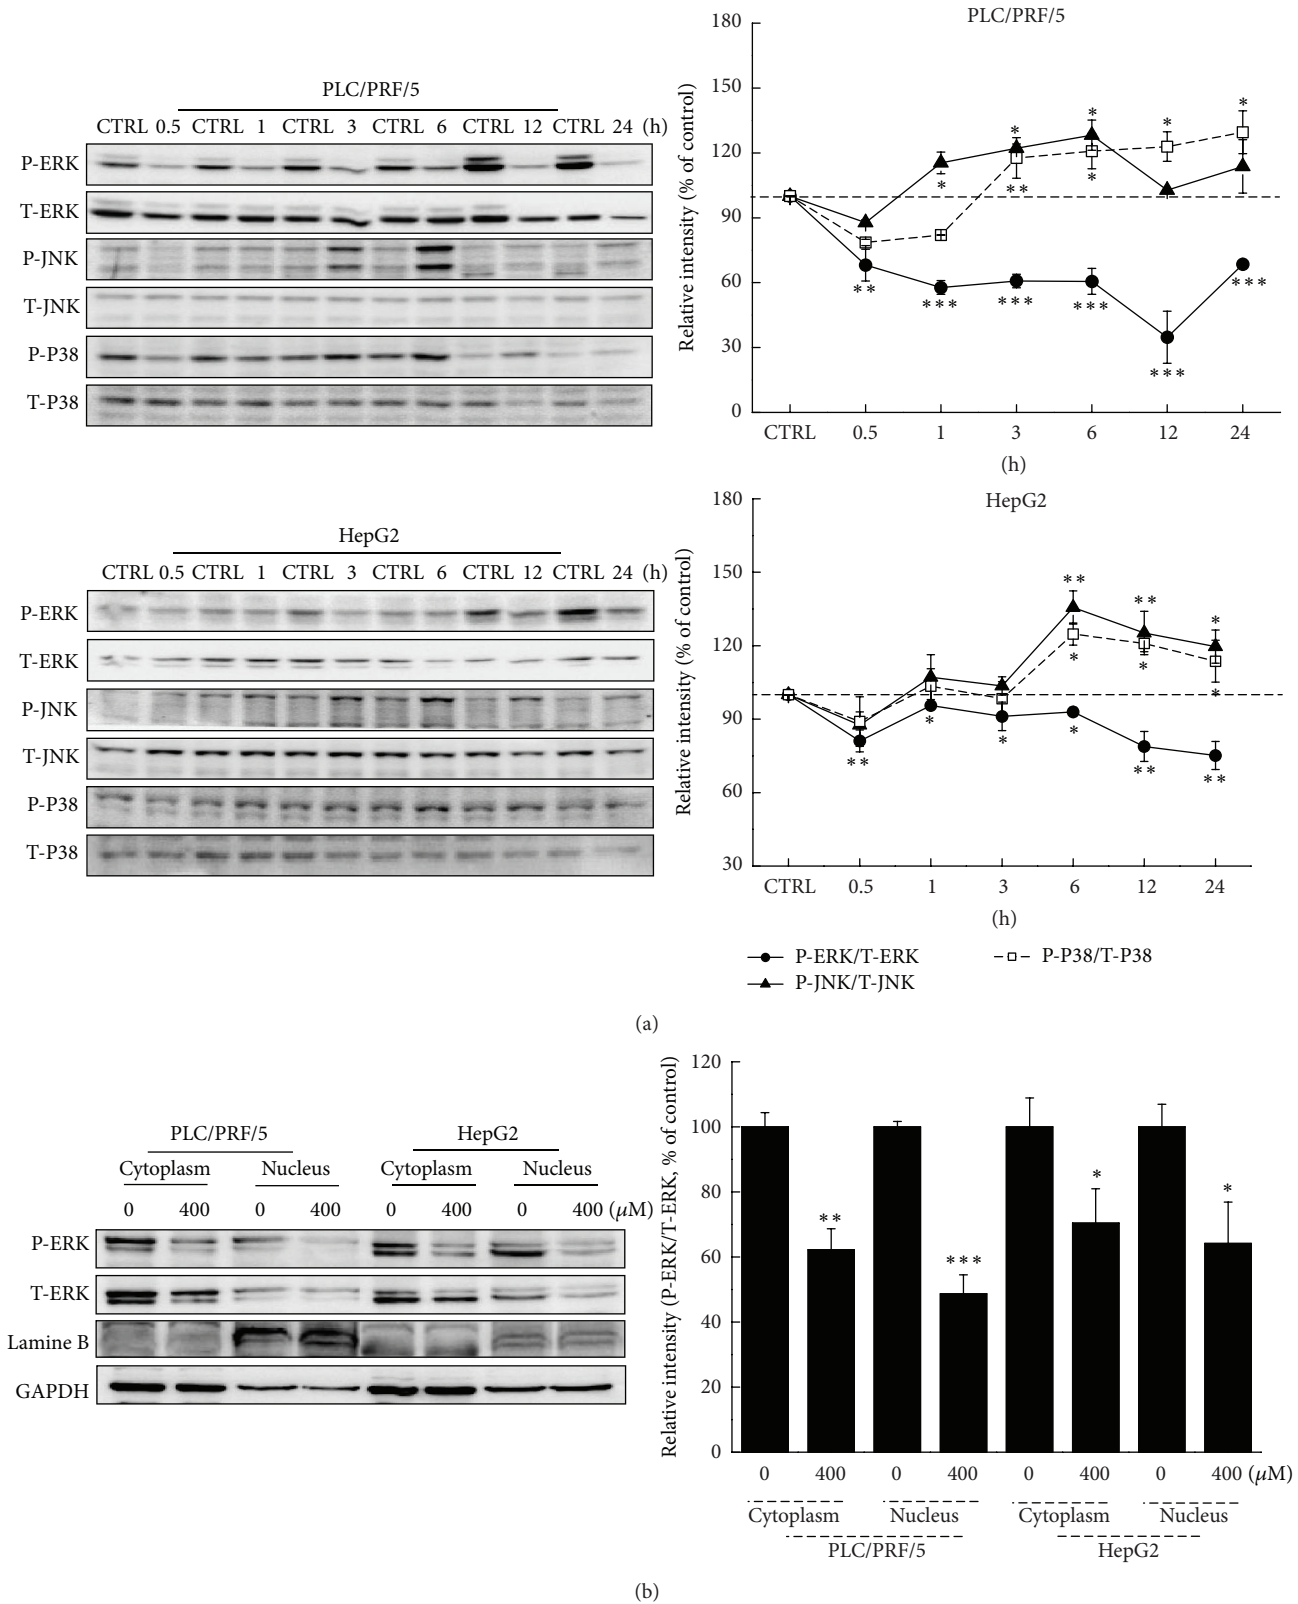 PLC/PRF/5
CTRL 0.5 CTRL 1 CTRL 3 CTRL 6 CTRL 12 CTRL 24 (h)
P-ERK
T-ERK
P-JNK
T-JNK
P-P38
T-P38
PLC/PRF/5
Relative intensity (% of control)
180
150
120
90
60
30
0
* * * *
* ** *
** *** *** *** *** ***
CTRL 0.5 1 3 6 12 24
(h)
HepG2
CTRL 0.5 CTRL 1 CTRL 3 CTRL 6 CTRL 12 CTRL 24 (h)
P-ERK
T-ERK
P-JNK
T-JNK
P-P38
T-P38
HepG2
Relative intensity (% of control)
180
150
120
90
60
30
** ** *
* * *
** * * * ** **
CTRL 0.5 1 3 6 12 24
(h)
P-ERK/T-ERK P-P38/T-P38
P-JNK/T-JNK
(a)
PLC/PRF/5 HepG2
Cytoplasm Nucleus Cytoplasm Nucleus
0 400 0 400 0 400 0 400 (μM)
P-ERK
T-ERK
Lamine B
GAPDH
Relative intensity (P-ERK/T-ERK, % of control)
120
100
80
60
40
20
0
** *** * *
0 400 0 400 0 400 0 400 (μM)
Cytoplasm Nucleus Cytoplasm Nucleus
PLC/PRF/5 HepG2
(b)